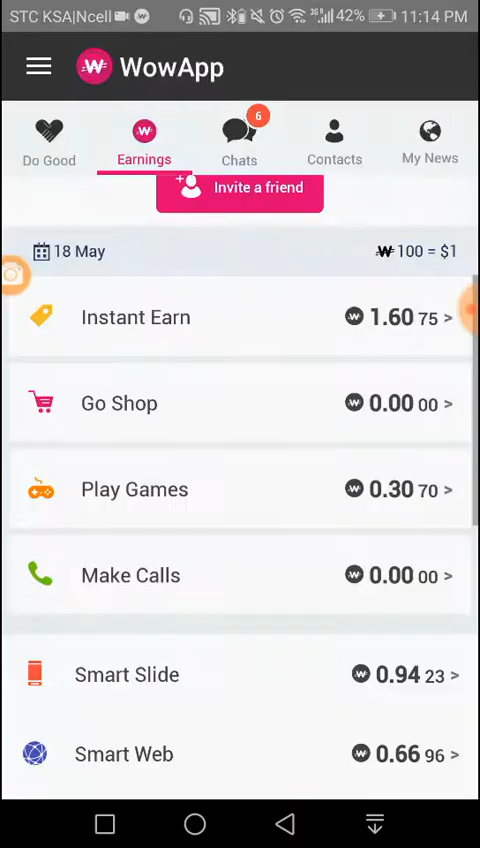 STC KSA|Ncell 3G 42% 11:14 PM
WowApp
6
Do Good Earnings Chats Contacts My News
Invite a friend
18 May W 100 = $1
Instant Earn W 1.60 75 >
Go Shop W 0.00 00 >
Play Games W 0.30 70 >
Make Calls W 0.00 00 >
Smart Slide W 0.94 23 >
Smart Web W 0.66 96 >